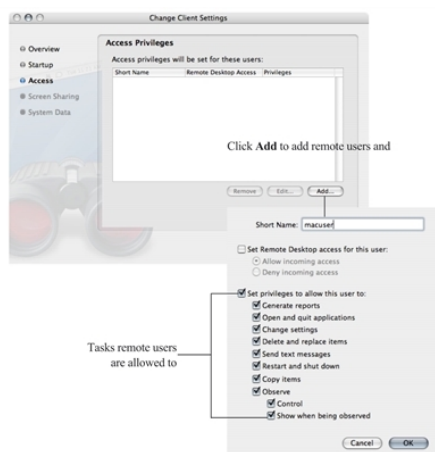 Change Client Settings
Overview
Startup
Access
Screen Sharing
System Data
Access Privileges
Access privileges will be set for these users:
Short Name Remote Desktop Access Privileges
Click Add to add remote users and
Remove Edit... Add...
Short Name: macuser
Set Remote Desktop access for this user:
Allow incoming access
Deny incoming access
Set privileges to allow this user to:
Generate reports
Open and quit applications
Change settings
Delete and replace items
Send text messages
Restart and shut down
Copy items
Observe
Control
Show when being observed
Tasks remote users
are allowed to
Cancel OK